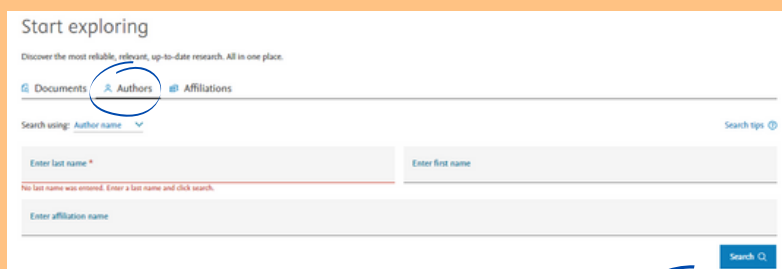 Start exploring
Discover the most reliable, relevant, up-to-date research. All in one place.
Documents Authors Affiliations
Search using: Author name Search tips
Enter last name * Enter first name
No last name was entered. Enter a last name and click search.
Enter affiliation name
Search